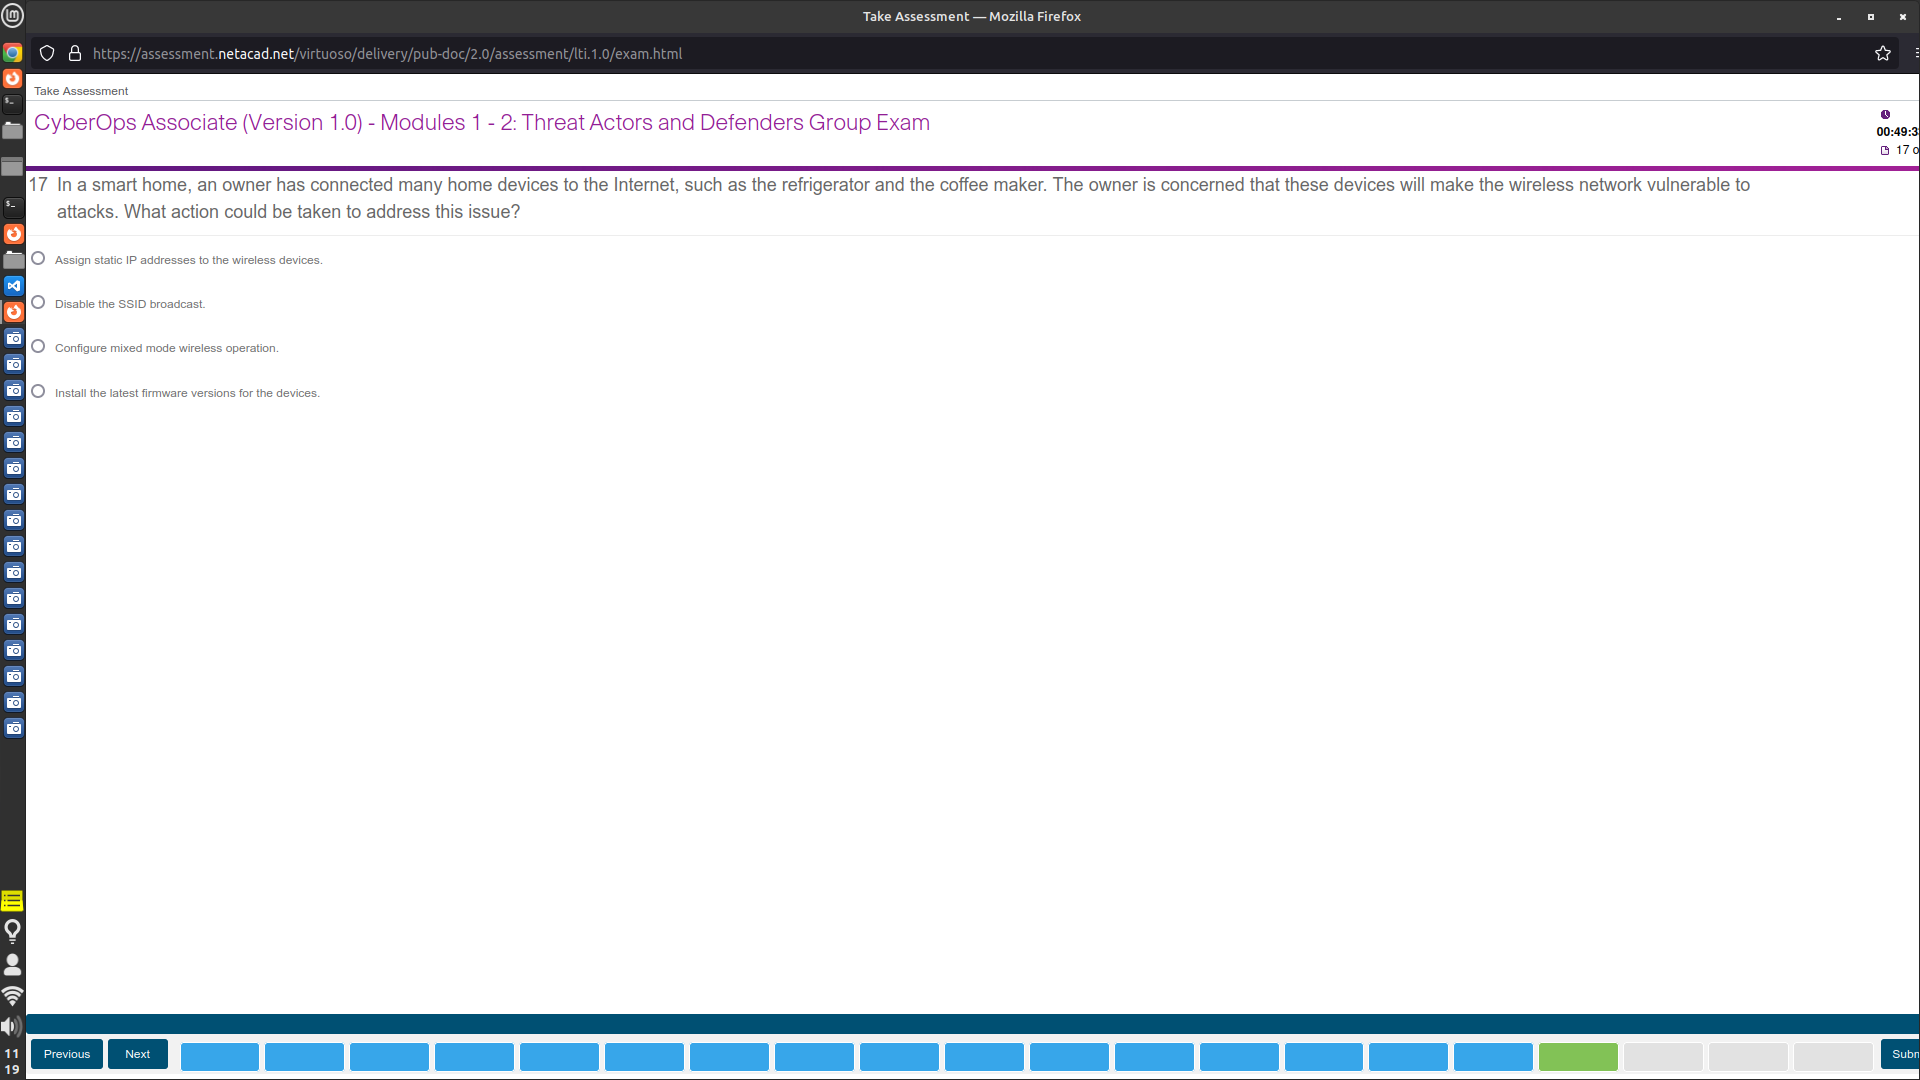 Take Assessment — Mozilla Firefox
https://assessment.netacad.net/virtuoso/delivery/pub-doc/2.0/assessment/lti.1.0/exam.html
Take Assessment
CyberOps Associate (Version 1.0) - Modules 1 - 2: Threat Actors and Defenders Group Exam
00:49:3
17 o
17 In a smart home, an owner has connected many home devices to the Internet, such as the refrigerator and the coffee maker. The owner is concerned that these devices will make the wireless network vulnerable to
attacks. What action could be taken to address this issue?
Assign static IP addresses to the wireless devices.
Disable the SSID broadcast.
Configure mixed mode wireless operation.
Install the latest firmware versions for the devices.
Previous
Next
Subm
11
19